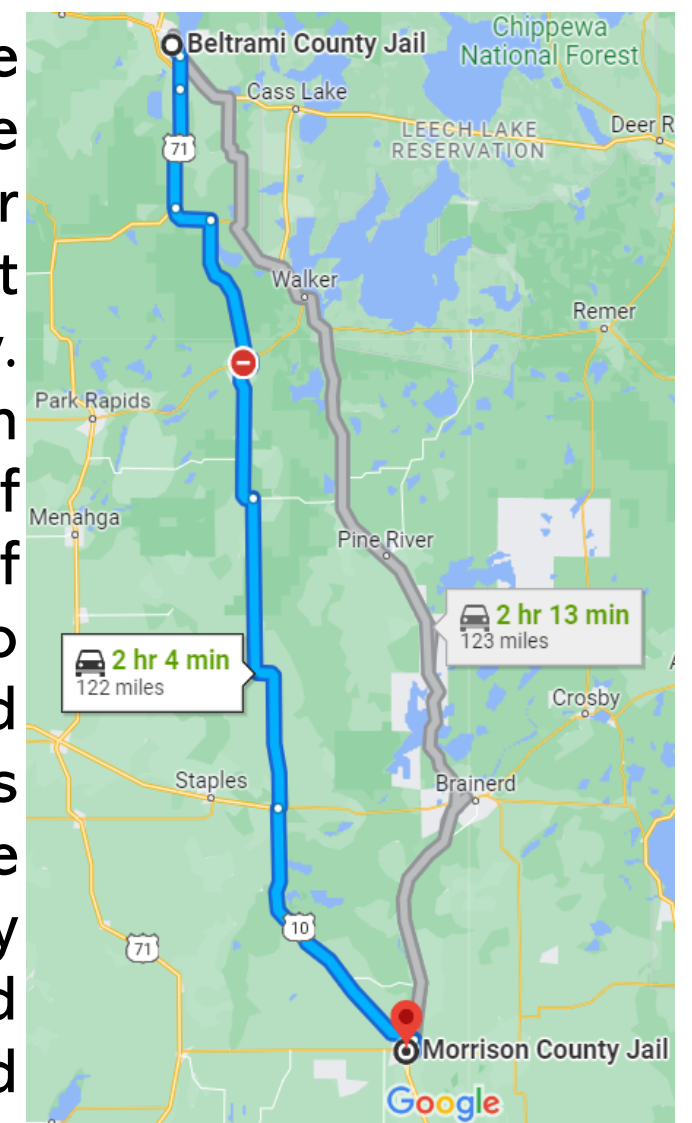 e
e
r
t
.
n
f
f
o
d
s
e
y
d
d
Chippewa
National Forest
Beltrami County Jail
Cass Lake
Deer R
LEECH LAKE
RESERVATION
71
Walker
Remer
Park Rapids
Menahga
Pine River
2 hr 13 min
123 miles
2 hr 4 min
122 miles
Crosby
Staples
Brainerd
10
71
Morrison County Jail
Google